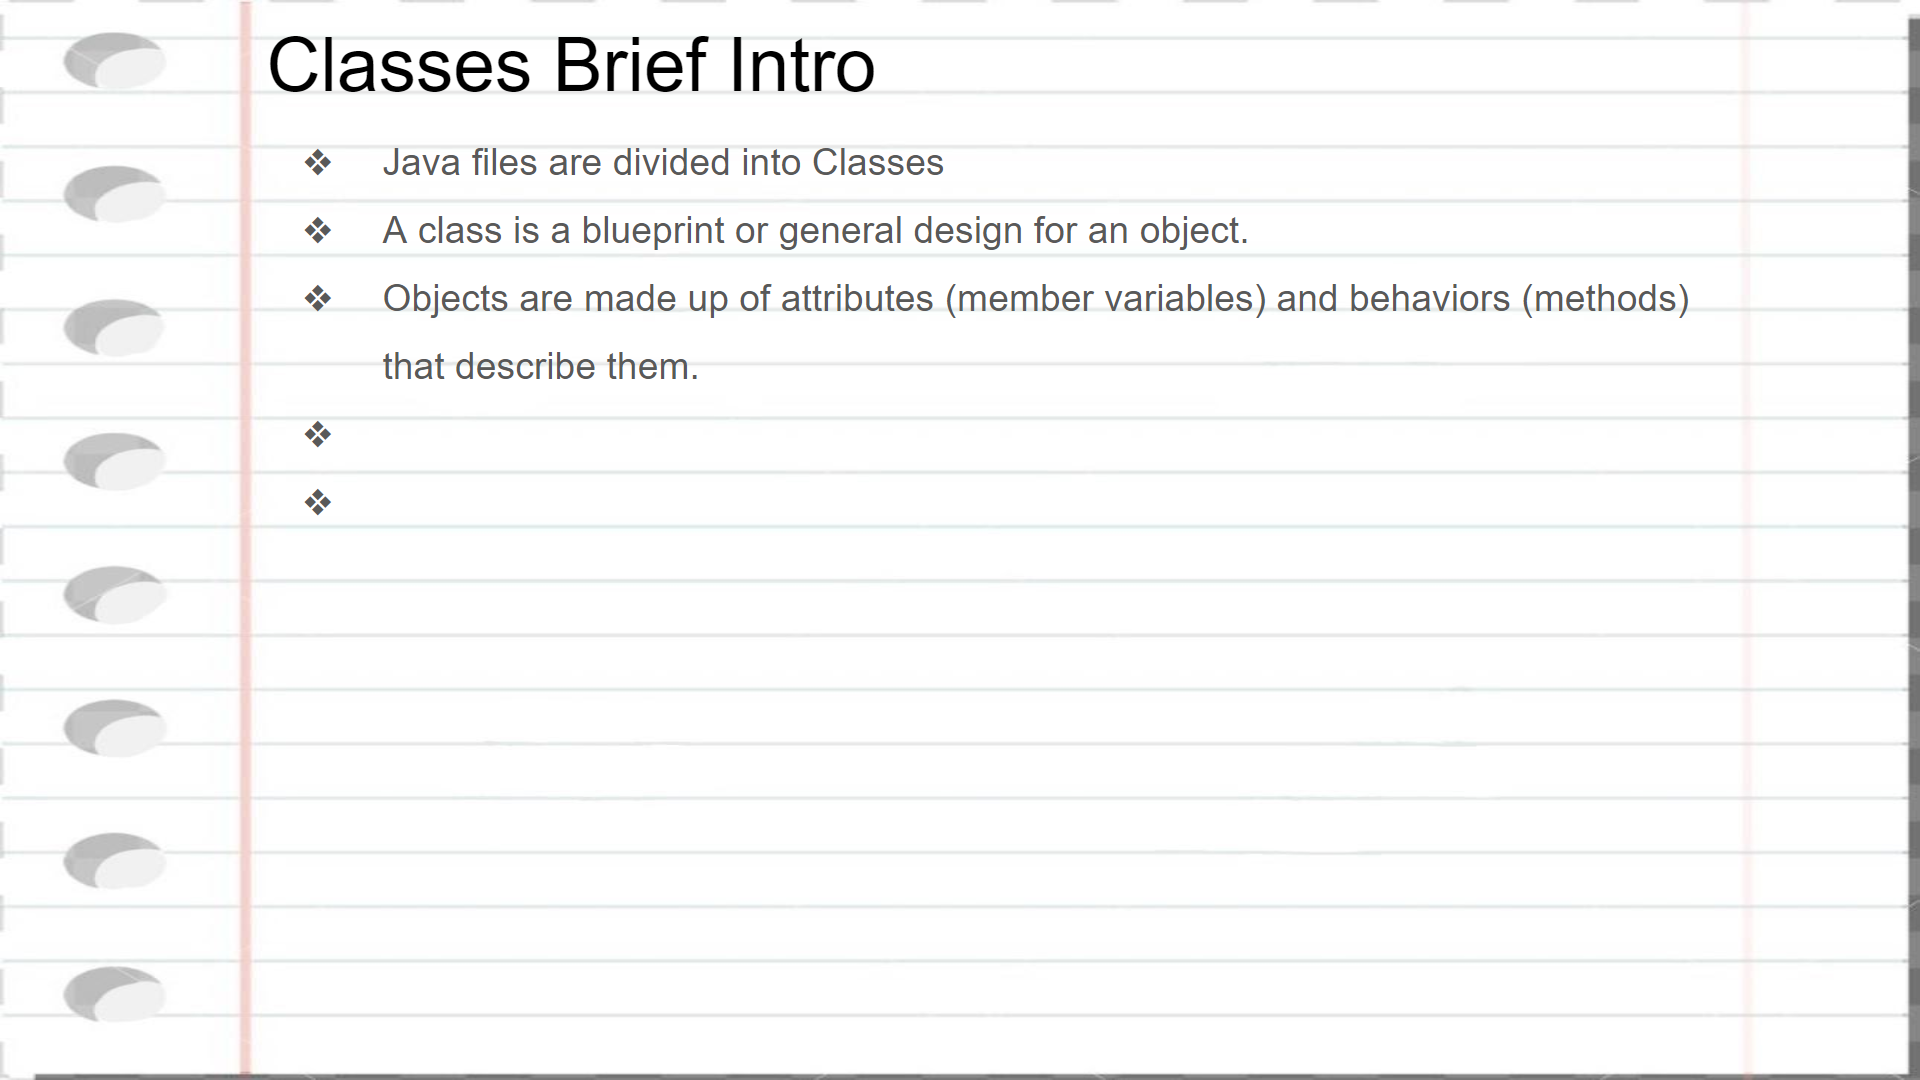 Classes Brief Intro
❖ Java files are divided into Classes
❖ A class is a blueprint or general design for an object.
❖ Objects are made up of attributes (member variables) and behaviors (methods)
that describe them.
❖
❖